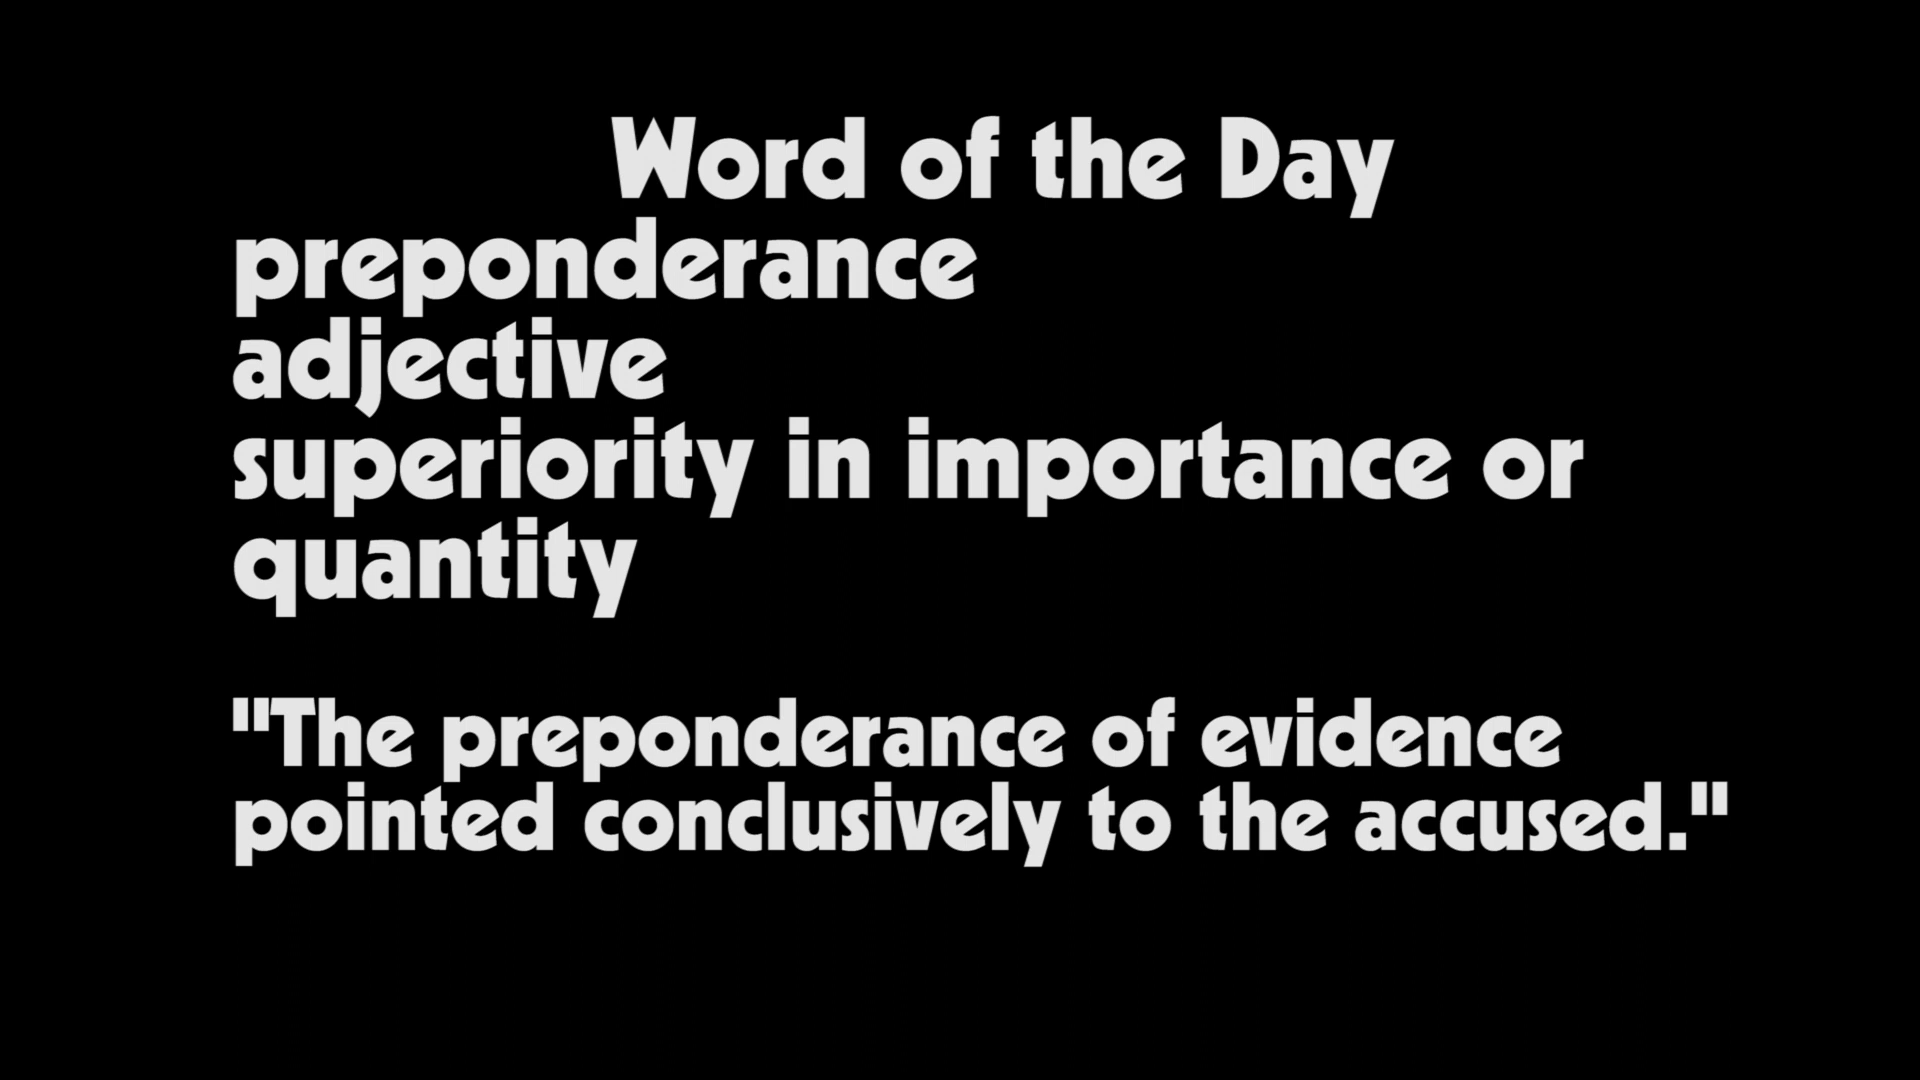 Word of the Day
preponderance
adjective
superiority in importance or
quantity
"The preponderance of evidence
pointed conclusively to the accused."